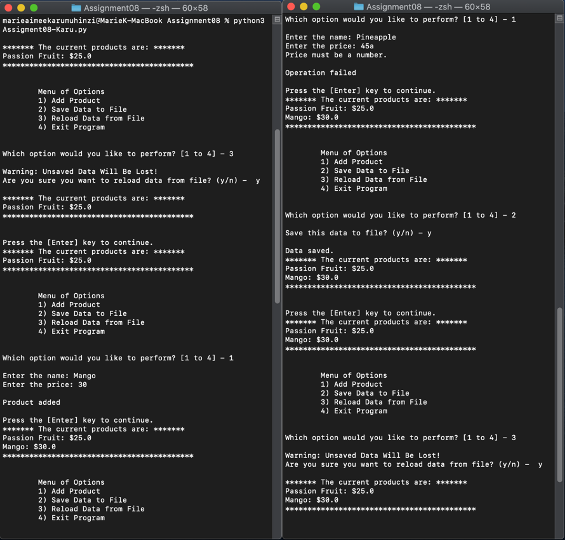 Assignment08 — -zsh — 60×58
marieaimeekarumuhinzi@MarieK-MacBook Assignment08 % python3
Assigment08-Karu.py
******* The current products are: *******
Passion Fruit: $25.0
*******************************************
Menu of Options
1) Add Product
2) Save Data to File
3) Reload Data from File
4) Exit Program
Which option would you like to perform? [1 to 4] - 3
Warning: Unsaved Data Will Be Lost!
Are you sure you want to reload data from file? (y/n) -  y
******* The current products are: *******
Passion Fruit: $25.0
*******************************************
Press the [Enter] key to continue.
******* The current products are: *******
Passion Fruit: $25.0
*******************************************
Menu of Options
1) Add Product
2) Save Data to File
3) Reload Data from File
4) Exit Program
Which option would you like to perform? [1 to 4] - 1
Enter the name: Mango
Enter the price: 30
Product added
Press the [Enter] key to continue.
******* The current products are: *******
Passion Fruit: $25.0
Mango: $30.0
*******************************************
Menu of Options
1) Add Product
2) Save Data to File
3) Reload Data from File
4) Exit Program
Assignment08 — -zsh — 60×58
Which option would you like to perform? [1 to 4] - 1
Enter the name: Pineapple
Enter the price: 45a
Price must be a number.
Operation failed
Press the [Enter] key to continue.
******* The current products are: *******
Passion Fruit: $25.0
Mango: $30.0
*******************************************
Menu of Options
1) Add Product
2) Save Data to File
3) Reload Data from File
4) Exit Program
Which option would you like to perform? [1 to 4] - 2
Save this data to file? (y/n) - y
Data saved.
******* The current products are: *******
Passion Fruit: $25.0
Mango: $30.0
*******************************************
Press the [Enter] key to continue.
******* The current products are: *******
Passion Fruit: $25.0
Mango: $30.0
*******************************************
Menu of Options
1) Add Product
2) Save Data to File
3) Reload Data from File
4) Exit Program
Which option would you like to perform? [1 to 4] - 3
Warning: Unsaved Data Will Be Lost!
Are you sure you want to reload data from file? (y/n) -  y
******* The current products are: *******
Passion Fruit: $25.0
Mango: $30.0
*******************************************